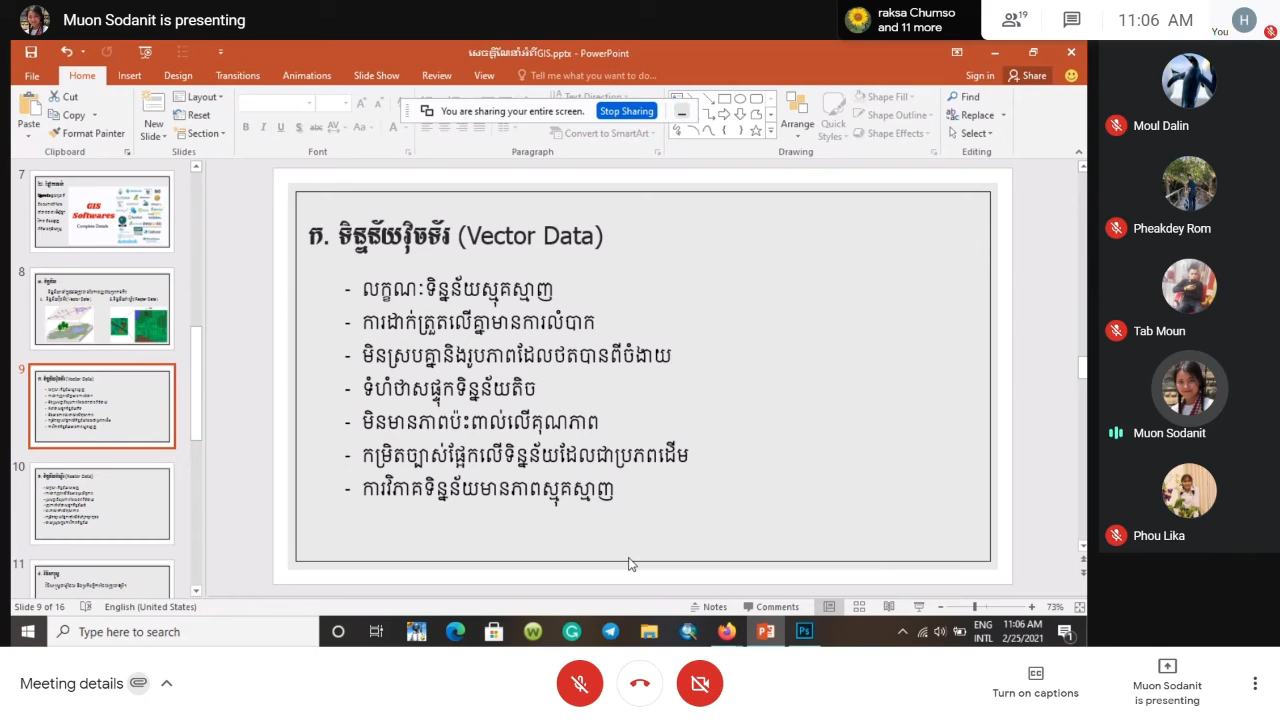 Muon Sodanit is presenting
raksa Chumso
and 11 more
19
11:06 AM
H
You
សេចក្តីណែនាំអំពីGIS.pptx - PowerPoint
File Home Insert Design Transitions Animations Slide Show Review View Tell me what you want to do... Sign in Share
Cut
Copy
Format Painter
Paste
Clipboard
New
Slide
Layout
Reset
Section
Slides
Font
You are sharing your entire screen. Stop Sharing
Text Direction
Convert to SmartArt
Paragraph
Arrange
Quick
Styles
Shape Fill
Shape Outline
Shape Effects
Drawing
Find
Replace
Select
Editing
7
GIS
Softwares
Complete Details
8
9
10
11
ក. ទិន្នន័យវ៉ិចទ័រ (Vector Data)
- លក្ខណៈទិន្នន័យស្មុគស្មាញ
- ការដាក់ត្រួតលើគ្នាមានការលំបាក
- មិនស្របគ្នានិងរូបភាពដែលថតបានពីចំងាយ
- ទំហំថាសផ្ទុកទិន្នន័យតិច
- មិនមានភាពប៉ះពាល់លើគុណភាព
- កម្រិតច្បាស់ផ្អែកលើទិន្នន័យដែលជាប្រភពដើម
- ការវិភាគទិន្នន័យមានភាពស្មុគស្មាញ
Slide 9 of 16 English (United States) Notes Comments 73%
Type here to search
ENG
INTL
11:06 AM
2/25/2021
1
Moul Dalin
Pheakdey Rom
Tab Moun
Muon Sodanit
Phou Lika
Meeting details
Turn on captions
Muon Sodanit
is presenting